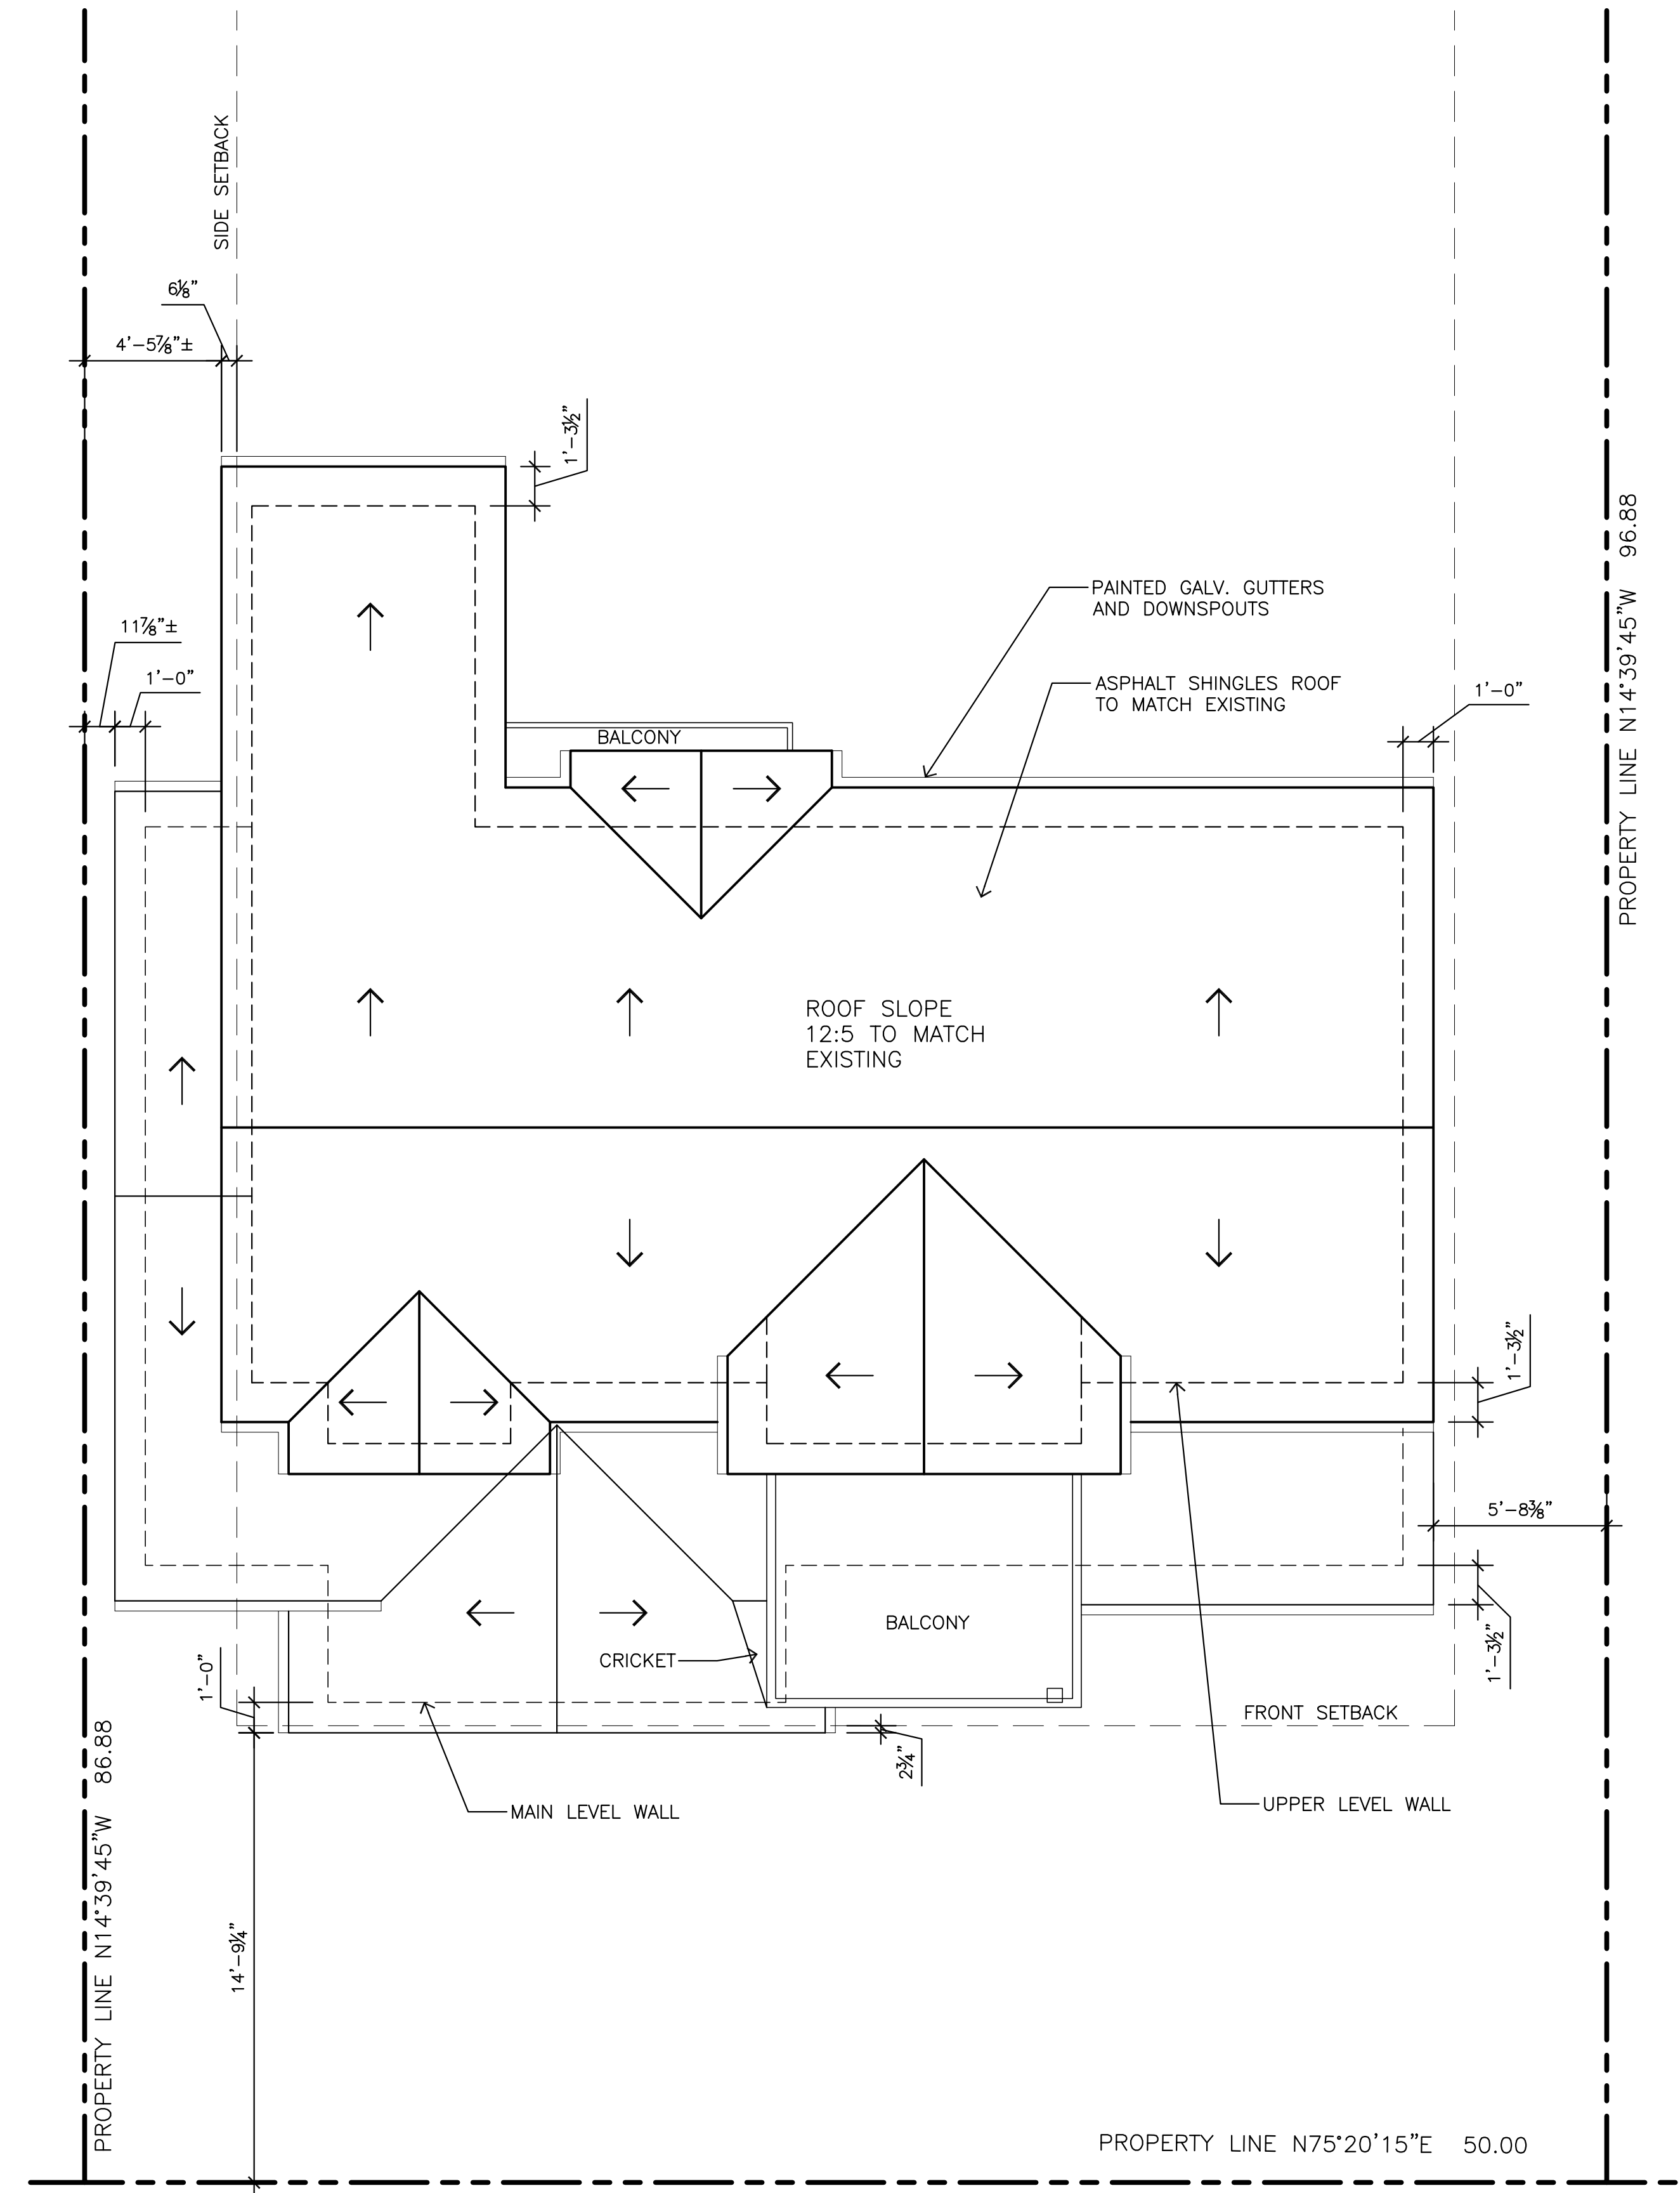 SIDE SETBACK
6⅛"
4'-5⅞"±
1'-3½"
PROPERTY LINE N14°39'45"W 96.88
PAINTED GALV. GUTTERS
AND DOWNSPOUTS
11⅞"±
1'-0"
ASPHALT SHINGLES ROOF
TO MATCH EXISTING
1'-0"
BALCONY
ROOF SLOPE
12:5 TO MATCH
EXISTING
1'-3½"
5'-8⅜"
BALCONY
CRICKET
1'-0"
1'-3½"
FRONT SETBACK
2¾"
MAIN LEVEL WALL
UPPER LEVEL WALL
PROPERTY LINE N14°39'45"W 86.88
14'-9¼"
PROPERTY LINE N75°20'15"E 50.00